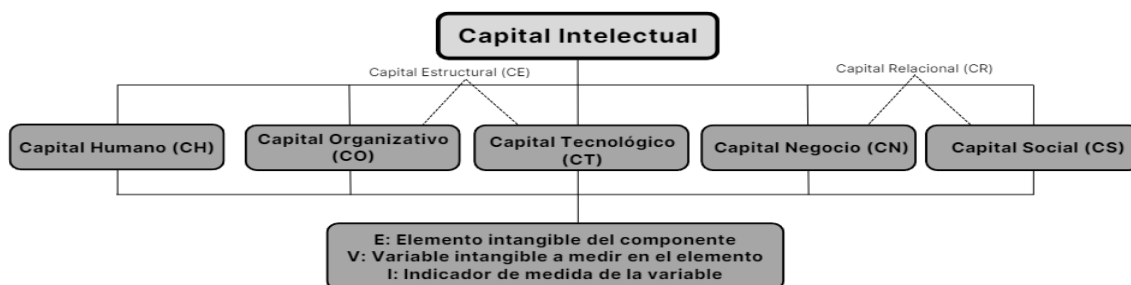 Capital Intelectual
Capital Estructural (CE)
Capital Relacional (CR)
Capital Humano (CH)
Capital Organizativo
(CO)
Capital Tecnológico
(CT)
Capital Negocio (CN)
Capital Social (CS)
E: Elemento intangible del componente
V: Variable intangible a medir en el elemento
I: Indicador de medida de la variable